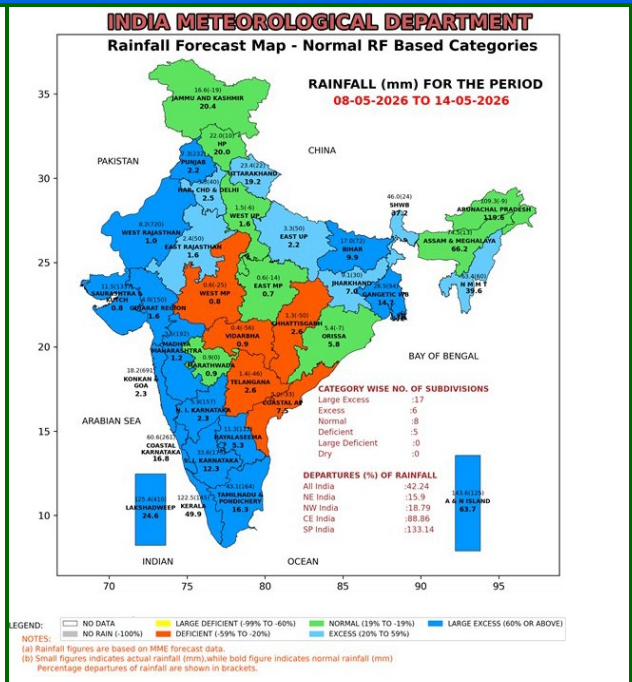 INDIA METEOROLOGICAL DEPARTMENT
Rainfall Forecast Map - Normal RF Based Categories
RAINFALL (mm) FOR THE PERIOD
08-05-2026 TO 14-05-2026
16.6(-19)
JAMMU AND KASHMIR
20.4
CHINA
PAKISTAN
22.0(10)
HP
20.0
PUNJAB
2.2
23.4(22)
UTTARAKHAND
19.2
HAR. CHD & DELHI
2.5
46.0(24)
SHWB
37.2
109.3(-9)
ARUNACHAL PRADESH
119.6
1.5(-6)
WEST UP
1.6
8.2(720)
WEST RAJASTHAN
1.0
3.3(50)
EAST UP
2.2
ASSAM & MEGHALAYA
66.2
2.4(50)
EAST RAJASTHAN
1.6
17.0(72)
BIHAR
9.9
N M M T
39.6
SAURASHTRA &
KUTCH
0.8
GUJARAT REGION
1.6
0.6(-25)
WEST MP
0.8
0.6(-14)
EAST MP
0.7
JHARKHAND
7.0
GANGETIC WB
14.7
0.4(-56)
VIDARBHA
0.9
1.3(-50)
CHHATTISGARH
2.6
5.4(-7)
ORISSA
5.8
MADHYA
MAHARASHTRA
1.2
0.9(0)
MARATHWADA
0.9
BAY OF BENGAL
KONKAN &
GOA
2.3
1.4(-46)
TELANGANA
2.6
COASTAL AP
7.5
N. I. KARNATAKA
2.3
ARABIAN SEA
RAYALASEEMA
5.3
60.6(261)
COASTAL
KARNATAKA
16.8
S. I. KARNATAKA
12.3
125.4(410)
LAKSHADWEEP
24.6
KERALA
49.9
43.1(164)
TAMILNADU &
PONDICHERY
16.3
143.6(125)
A & N ISLAND
63.7
INDIAN
OCEAN
CATEGORY WISE NO. OF SUBDIVISIONS
Large Excess :17
Excess :6
Normal :8
Deficient :5
Large Deficient :0
Dry :0
DEPARTURES (%) OF RAINFALL
All India :42.24
NE India :15.9
NW India :18.79
CE India :88.86
SP India :133.14
35
30
25
20
15
10
70 75 80 85 90 95
LEGEND:
NO DATA LARGE DEFICIENT (-99% TO -60%) NORMAL (19% TO -19%) LARGE EXCESS (60% OR ABOVE)
NO RAIN (-100%) DEFICIENT (-59% TO -20%) EXCESS (20% TO 59%)
NOTES:
(a) Rainfall figures are based on MME forecast data.
(b) Small figures indicates actual rainfall (mm),while bold figure indicates normal rainfall (mm)
Percentage departures of rainfall are shown in brackets.